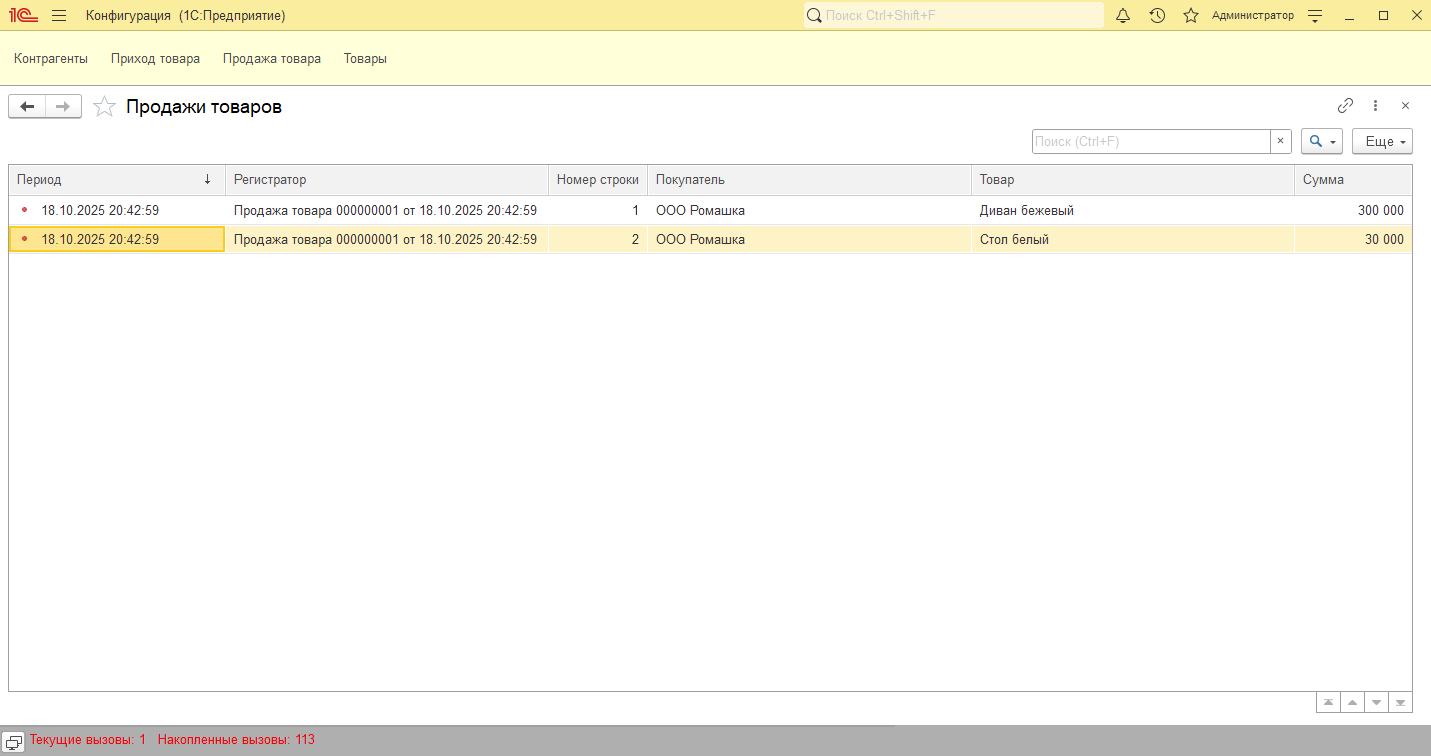 1С Конфигурация (1С:Предприятие) Поиск Ctrl+Shift+F Администратор
Контрагенты Приход товара Продажа товара Товары
Продажи товаров
Поиск (Ctrl+F) × Еще
Период ↓ Регистратор Номер строки Покупатель Товар Сумма
18.10.2025 20:42:59 Продажа товара 000000001 от 18.10.2025 20:42:59 1 ООО Ромашка Диван бежевый 300 000
18.10.2025 20:42:59 Продажа товара 000000001 от 18.10.2025 20:42:59 2 ООО Ромашка Стол белый 30 000
Текущие вызовы: 1 Накопленные вызовы: 113